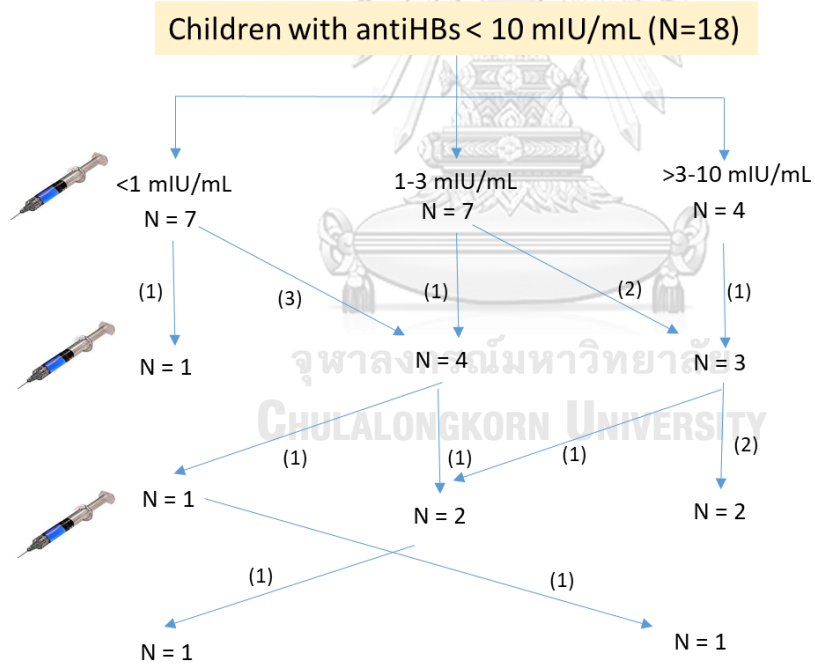 Children with antiHBs < 10 mIU/mL (N=18)
<1 mIU/mL
1-3 mIU/mL
>3-10 mIU/mL
N = 7
N = 7
N = 4
(1)
(3)
(1)
(2)
(1)
N = 1
N = 4
N = 3
จุฬาลงกรณ์มหาวิทยาลัย
CHULALONGKORN UNIVERSITY
(1)
(1)
(1)
(2)
N = 1
N = 2
N = 2
(1)
(1)
N = 1
N = 1